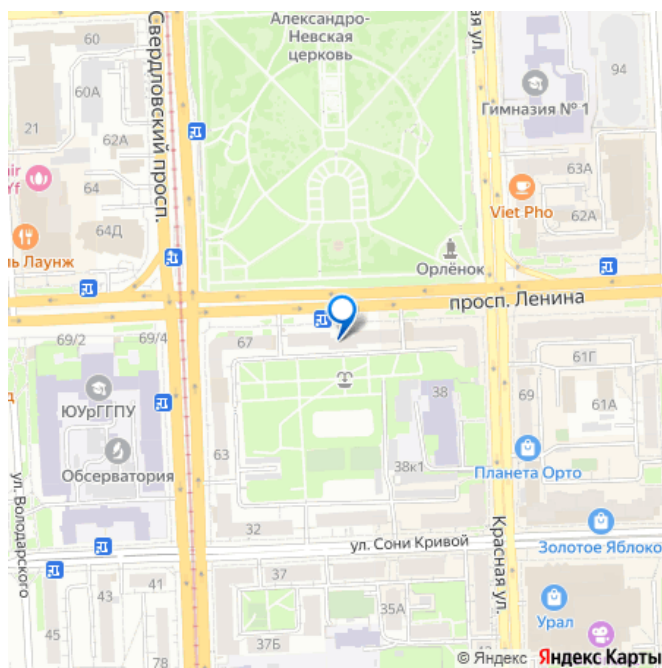 Александро-
Невская
церковь
Свердловский просп.
60
60А
21
62А
64
64Д
ль Лаунж
Красная ул.
94
Гимназия № 1
63А
Viet Pho
62А
Орлёнок
просп. Ленина
69/2
69/4
67
61Г
ЮУрГГПУ
38
69
61А
Обсерватория
63
38к1
Планета Орто
ул. Володарского
32
ул. Сони Кривой
Красная ул.
Золотое Яблоко
43
41
37
35А
Урал
45
37Б
78
© Яндекс Яндекс Карты